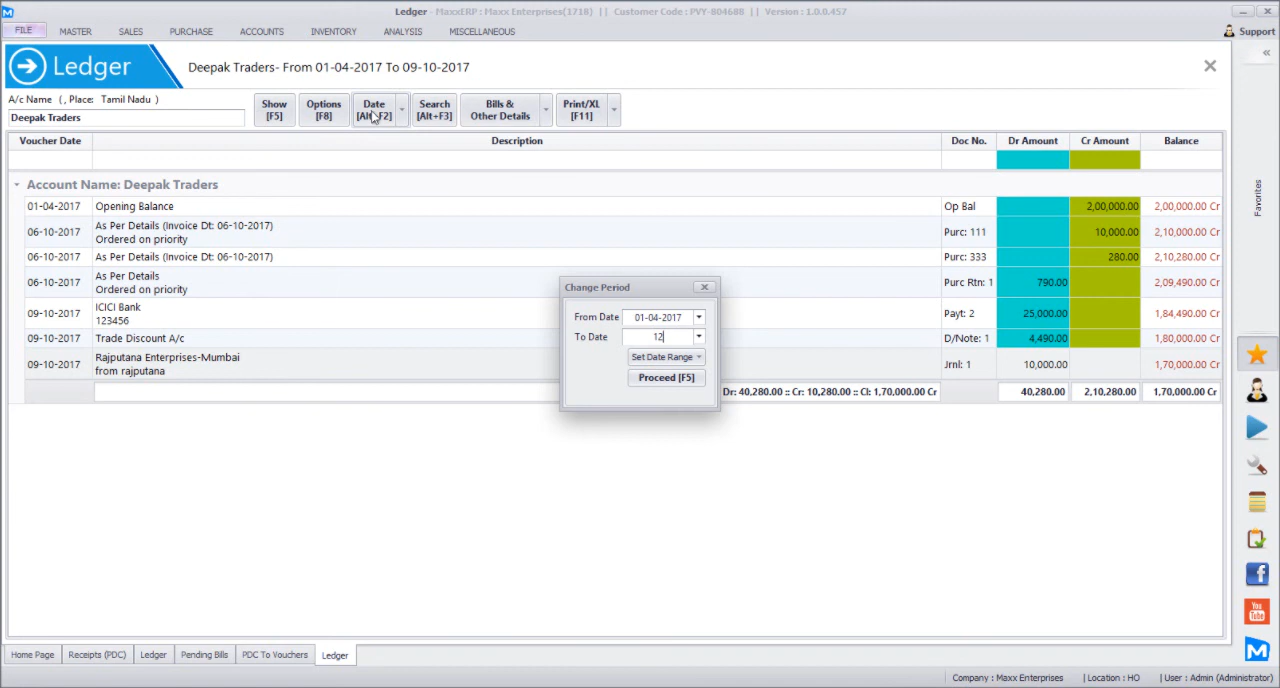 Ledger - MaxxERP : Maxx Enterprises(1718) || Customer Code : PVY-804688 || Version : 1.0.0.457
FILE MASTER SALES PURCHASE ACCOUNTS INVENTORY ANALYSIS MISCELLANEOUS Support
Ledger Deepak Traders- From 01-04-2017 To 09-10-2017
A/c Name ( , Place: Tamil Nadu )
Deepak Traders
Show [F5] Options [F8] Date [Alt+F2] Search [Alt+F3] Bills & Other Details Print/XL [F11]
Voucher Date Description Doc No. Dr Amount Cr Amount Balance
Account Name: Deepak Traders
01-04-2017 Opening Balance Op Bal 2,00,000.00 2,00,000.00 Cr
06-10-2017 As Per Details (Invoice Dt: 06-10-2017) Purc: 111 10,000.00 2,10,000.00 Cr
Ordered on priority
06-10-2017 As Per Details (Invoice Dt: 06-10-2017) Purc: 333 280.00 2,10,280.00 Cr
06-10-2017 As Per Details Purc Rtn: 1 790.00 2,09,490.00 Cr
Ordered on priority
09-10-2017 ICICI Bank Payt: 2 25,000.00 1,84,490.00 Cr
123456
09-10-2017 Trade Discount A/c D/Note: 1 4,490.00 1,80,000.00 Cr
09-10-2017 Rajputana Enterprises-Mumbai Jrnl: 1 10,000.00 1,70,000.00 Cr
from rajputana
Dr: 40,280.00 :: Cr: 10,280.00 :: Cl: 1,70,000.00 Cr 40,280.00 2,10,280.00 1,70,000.00 Cr
Change Period
From Date 01-04-2017
To Date 12
Set Date Range
Proceed [F5]
Favorites
You
Tube
Home Page Receipts (PDC) Ledger Pending Bills PDC To Vouchers Ledger
Company : Maxx Enterprises | Location : HO | User : Admin (Administrator)